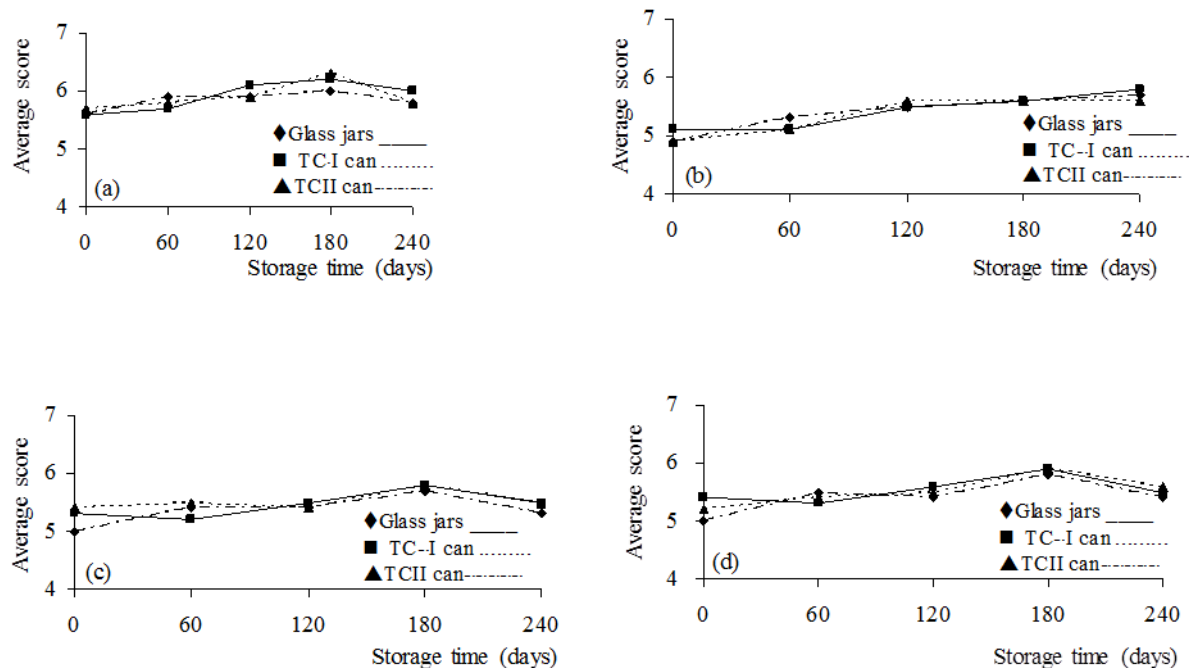 7
6
5
4
Average score
◆Glass jars _____
■ TC-I can ........
▲TCII can-·-·-·-
(a)
0 60 120 180 240
Storage time (days)
7
6
5
4
Average score
◆Glass jars _____
■ TC--I can ........
▲TCII can-·-·-·-
(b)
0 60 120 180 240
Storage time (days)
7
6
5
4
Average score
◆Glass jars _____
■ TC--I can ........
▲TCII can-·-·-·-
(c)
0 60 120 180 240
Storage time (days)
7
6
5
4
Average score
◆Glass jars _____
■ TC--I can ........
▲TCII can-·-·-·-
(d)
0 60 120 180 240
Storage time (days)